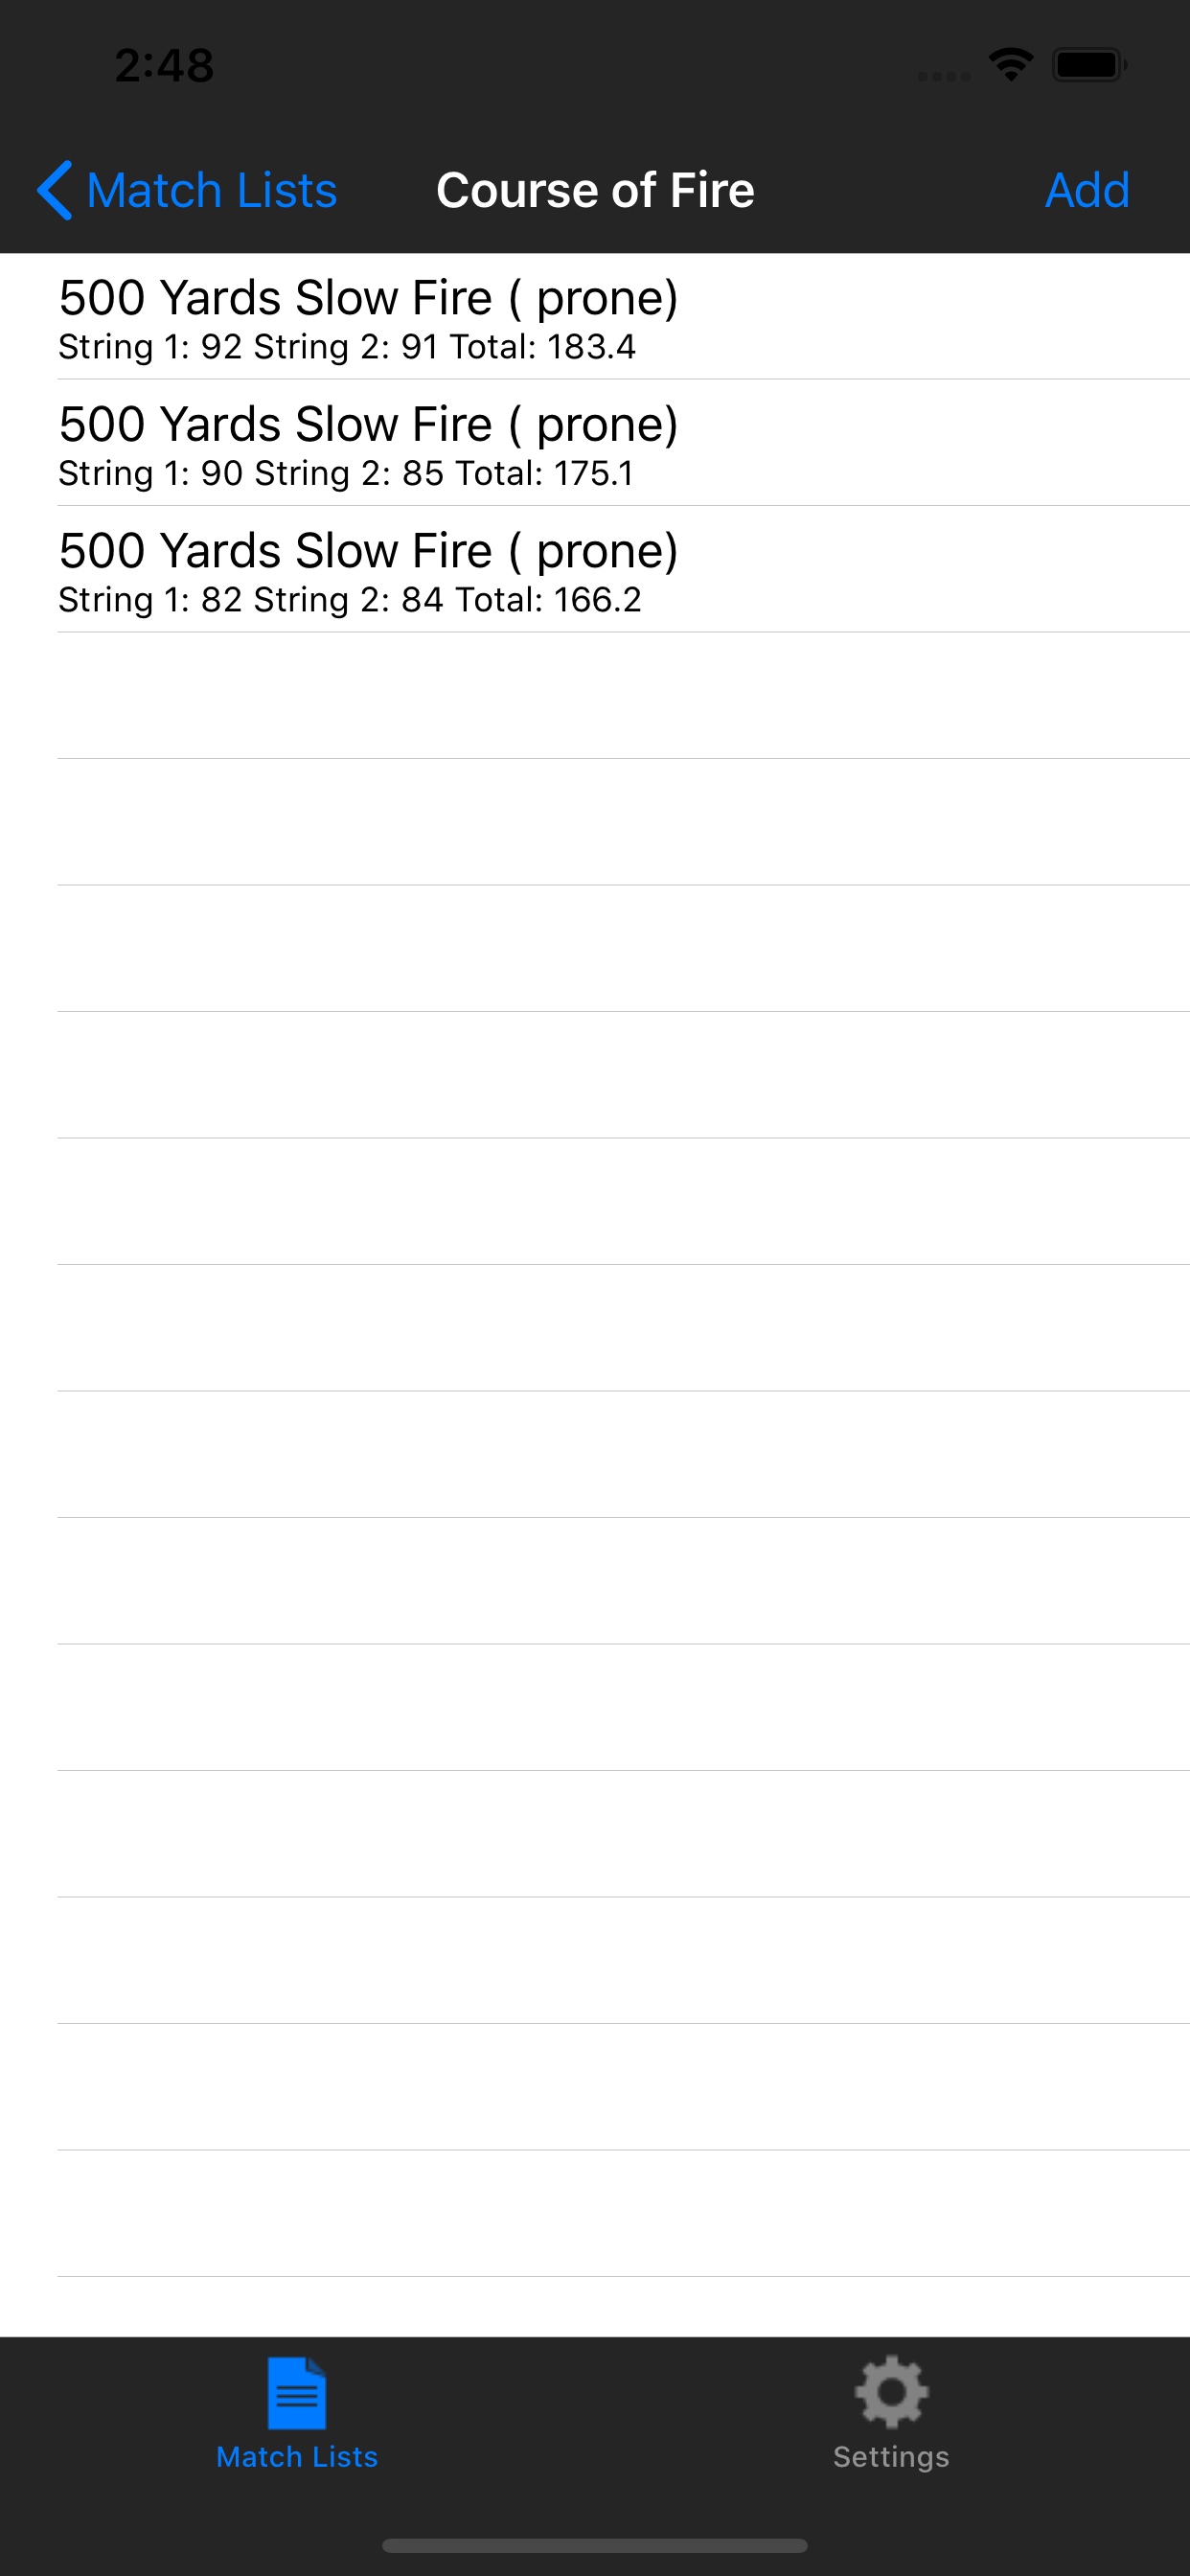 2:48
Match Lists Course of Fire Add
500 Yards Slow Fire ( prone)
String 1: 92 String 2: 91 Total: 183.4
500 Yards Slow Fire ( prone)
String 1: 90 String 2: 85 Total: 175.1
500 Yards Slow Fire ( prone)
String 1: 82 String 2: 84 Total: 166.2
Match Lists Settings